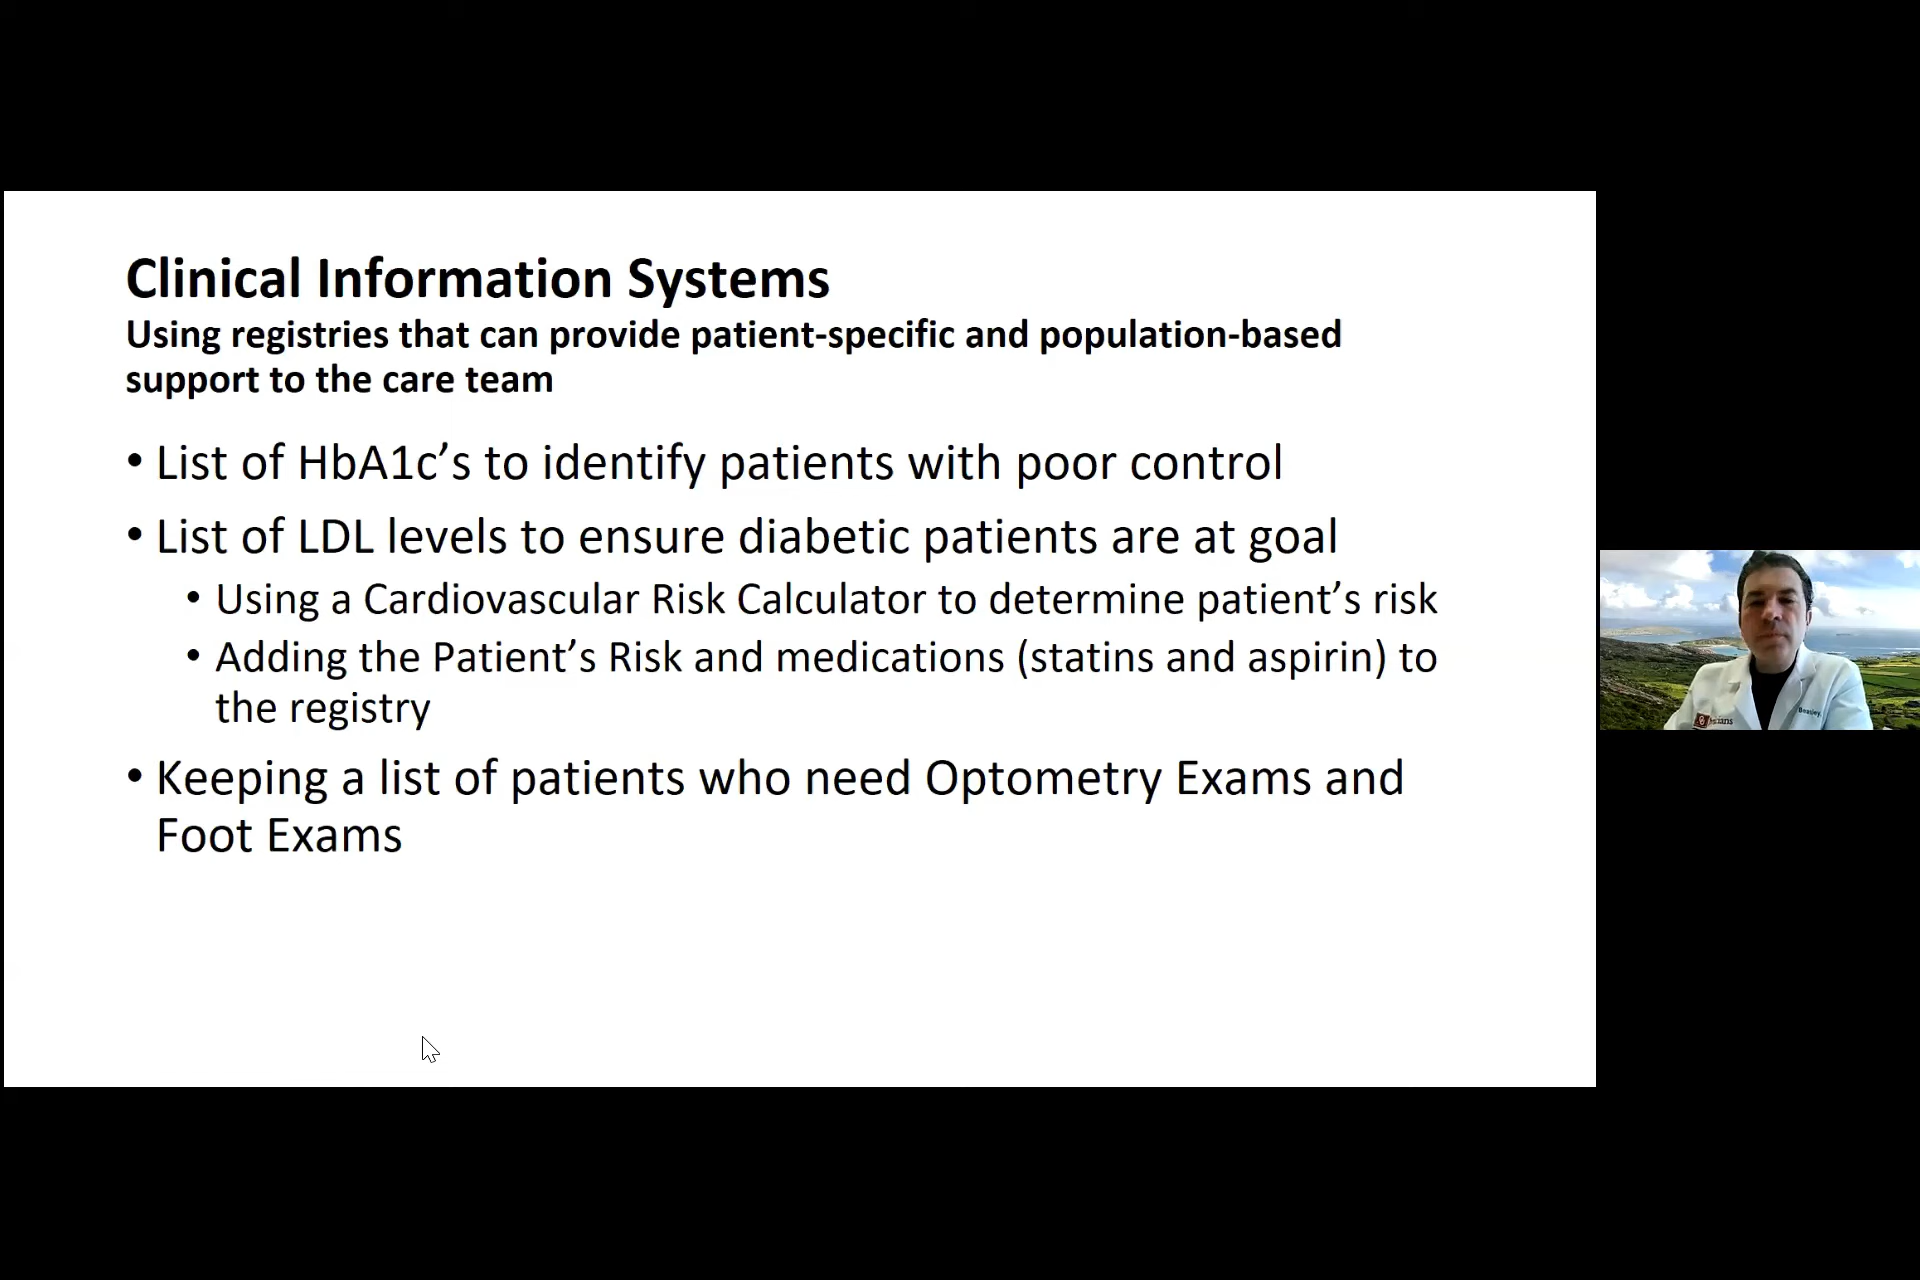 Clinical Information Systems
Using registries that can provide patient-specific and population-based
support to the care team
• List of HbA1c’s to identify patients with poor control
• List of LDL levels to ensure diabetic patients are at goal
• Using a Cardiovascular Risk Calculator to determine patient’s risk
• Adding the Patient’s Risk and medications (statins and aspirin) to
the registry
• Keeping a list of patients who need Optometry Exams and
Foot Exams
Beasley,